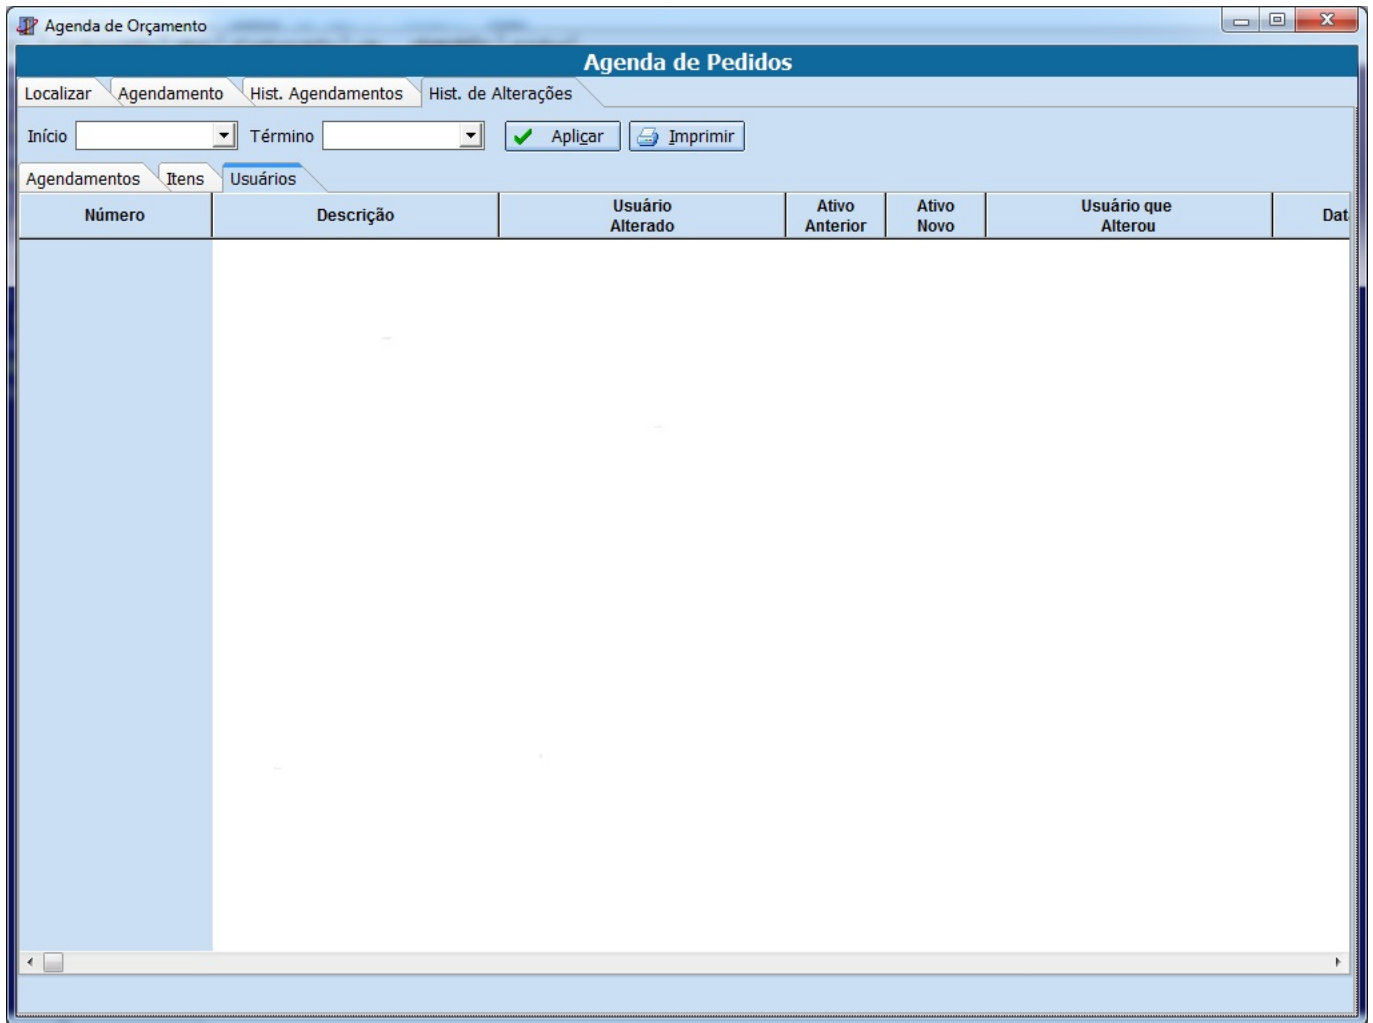 Agenda de Orçamento
Agenda de Pedidos
Localizar Agendamento Hist. Agendamentos Hist. de Alterações
Início Término Apliçar Imprimir
Agendamentos Itens Usuários
Número Descrição Usuário Alterado Ativo Anterior Ativo Novo Usuário que Alterou Dat